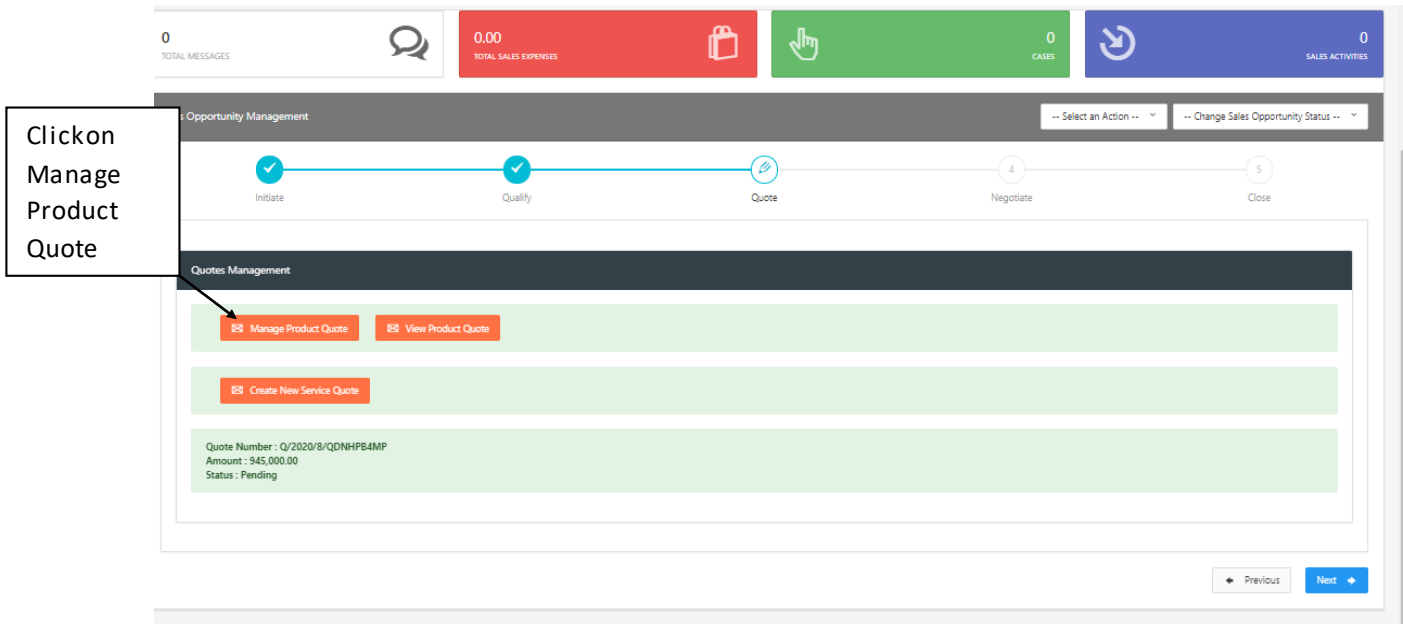 0
TOTAL MESSAGES
0.00
TOTAL SALES EXPENSES
0
CASES
0
SALES ACTIVITIES
s Opportunity Management
-- Select an Action --
-- Change Sales Opportunity Status --
Clickon
Manage
Product
Quote
Initiate
Qualify
Quote
4
Negotiate
5
Close
Quotes Management
Manage Product Quote
View Product Quote
Create New Service Quote
Quote Number : Q/2020/8/QDNHPB4MP
Amount : 945,000.00
Status : Pending
Previous
Next